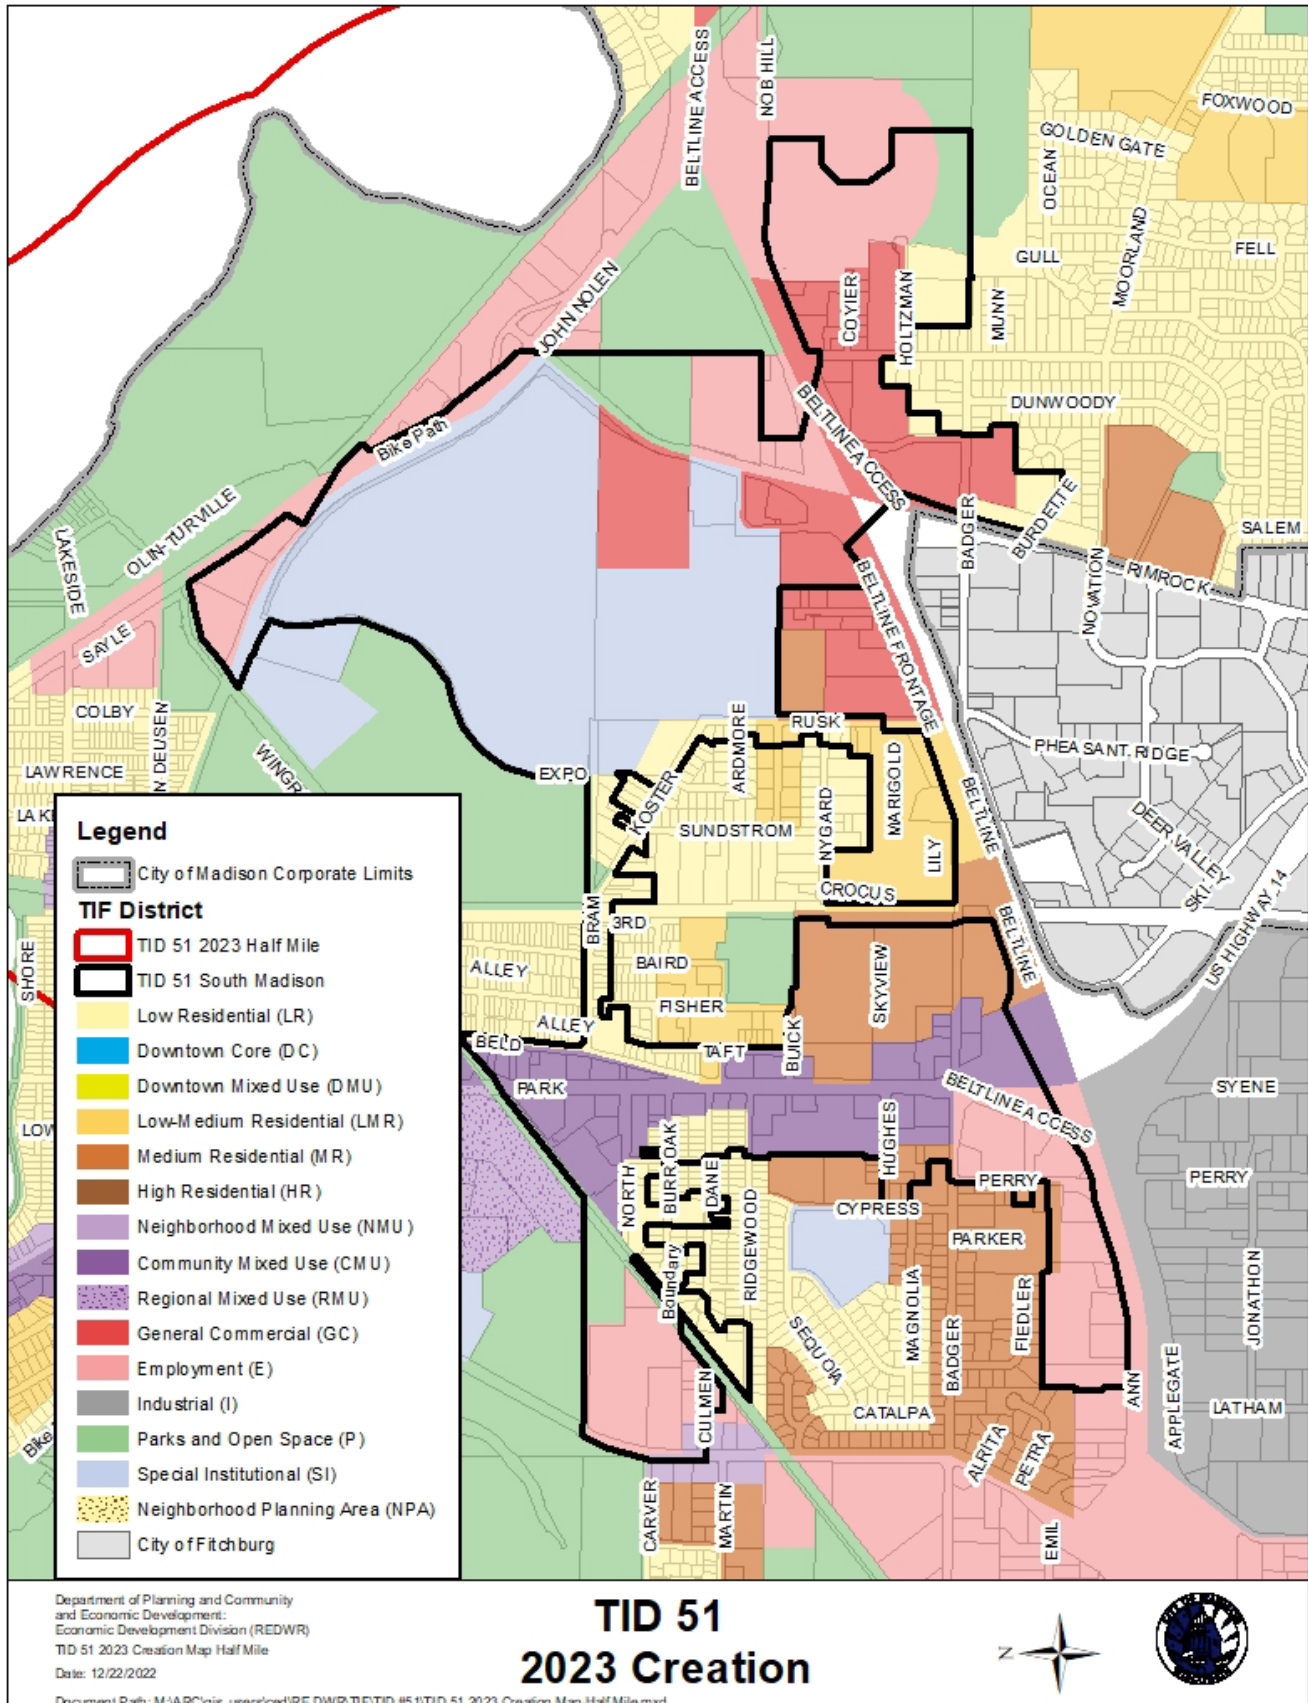 BELTLINE ACCESS
NOB HILL
FOXWOOD
GOLDEN GATE
OCEAN
MOORLAND
FELL
GULL
JOHN NOLEN
COYIER
HOLTZMAN
MUNN
DUNWOODY
BELTLINE ACCESS
Bike Path
OLIN-TURVILLE
LAKESIDE
BADGER
BURDETTE
SALEM
RIMROCK
NOVATION
SAYLE
BELTLINE FRONTAGE
COLBY
N DEUSEN
WINGR
LAWRENCE
LAKE
ARDMORE
RUSK
PHEASANT RIDGE
EXPO
KOSTER
MARIGOLD
BELTLINE
SUNDSTROM
NYGARD
LILY
DEER VALLEY
SKI
US HIGHWAY 14
CROCUS
BRAM
3RD
BELTLINE
SHORE
ALLEY
BAIRD
SKYVIEW
FISHER
ALLEY
BELD
TAFT
BUICK
PARK
BELTLINE ACCESS
SYENE
LOW
HUGHES
NORTH
BURR OAK
DANE
RIDGEWOOD
CYPRESS
PERRY
PERRY
PARKER
Boundary
MAGNOLIA
BADGER
FIEDLER
JONATHON
SEQUOIA
CULMEN
CATALPA
ANN
APPLEGATE
LATHAM
ALRITA
PETRA
Bike
CARVER
MARTIN
EMIL
Legend
City of Madison Corporate Limits
TIF District
TID 51 2023 Half Mile
TID 51 South Madison
Low Residential (LR)
Downtown Core (DC)
Downtown Mixed Use (DMU)
Low-Medium Residential (LMR)
Medium Residential (MR)
High Residential (HR)
Neighborhood Mixed Use (NMU)
Community Mixed Use (CMU)
Regional Mixed Use (RMU)
General Commercial (GC)
Employment (E)
Industrial (I)
Parks and Open Space (P)
Special Institutional (SI)
Neighborhood Planning Area (NPA)
City of Fitchburg
Department of Planning and Community
and Economic Development:
Economic Development Division (REDWR)
TID 51 2023 Creation Map Half Mile
Date: 12/22/2022
TID 51
2023 Creation
N
CITY OF MADISON